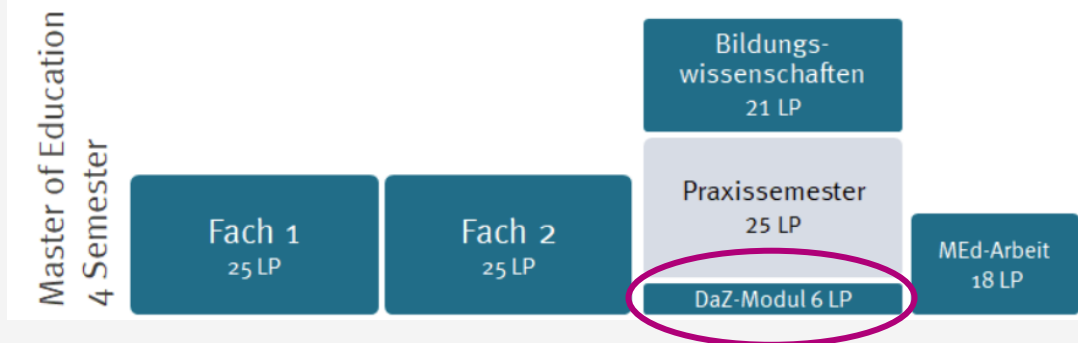 Master of Education
4 Semester
Fach 1
25 LP
Fach 2
25 LP
Bildungs-
wissenschaften
21 LP
Praxissemester
25 LP
DaZ-Modul 6 LP
MEd-Arbeit
18 LP